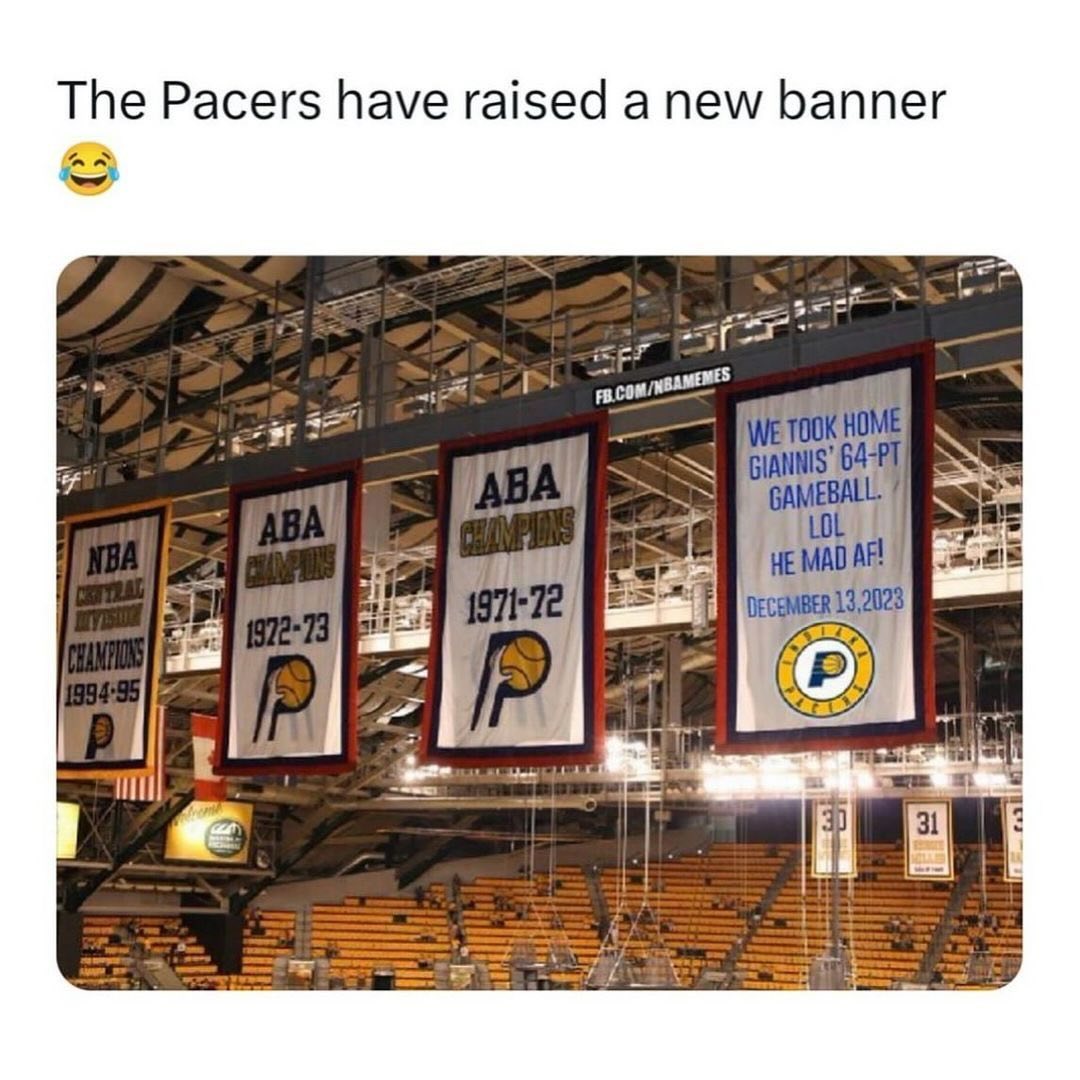 The Pacers have raised a new banner
😂
FB.COM/NBAMEMES
NBA
CENTRAL
DIVISION
CHAMPIONS
1994-95
ABA
CHAMPIONS
1972-73
ABA
CHAMPIONS
1971-72
WE TOOK HOME
GIANNIS' 64-PT
GAMEBALL.
LOL
HE MAD AF!
DECEMBER 13,2023
INDIANA
PACERS
Welcome
30
31
MILLER
3